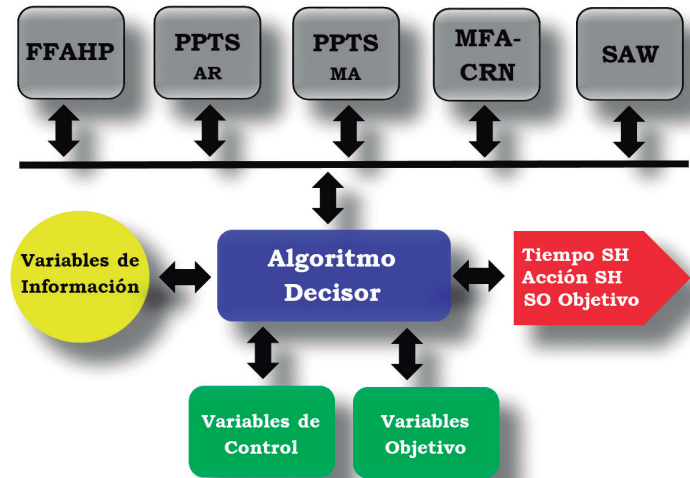 FFAHP
PPTS
AR
PPTS
MA
MFA-
CRN
SAW
Variables de
Información
Algoritmo
Decisor
Tiempo SH
Acción SH
SO Objetivo
Variables de
Control
Variables
Objetivo